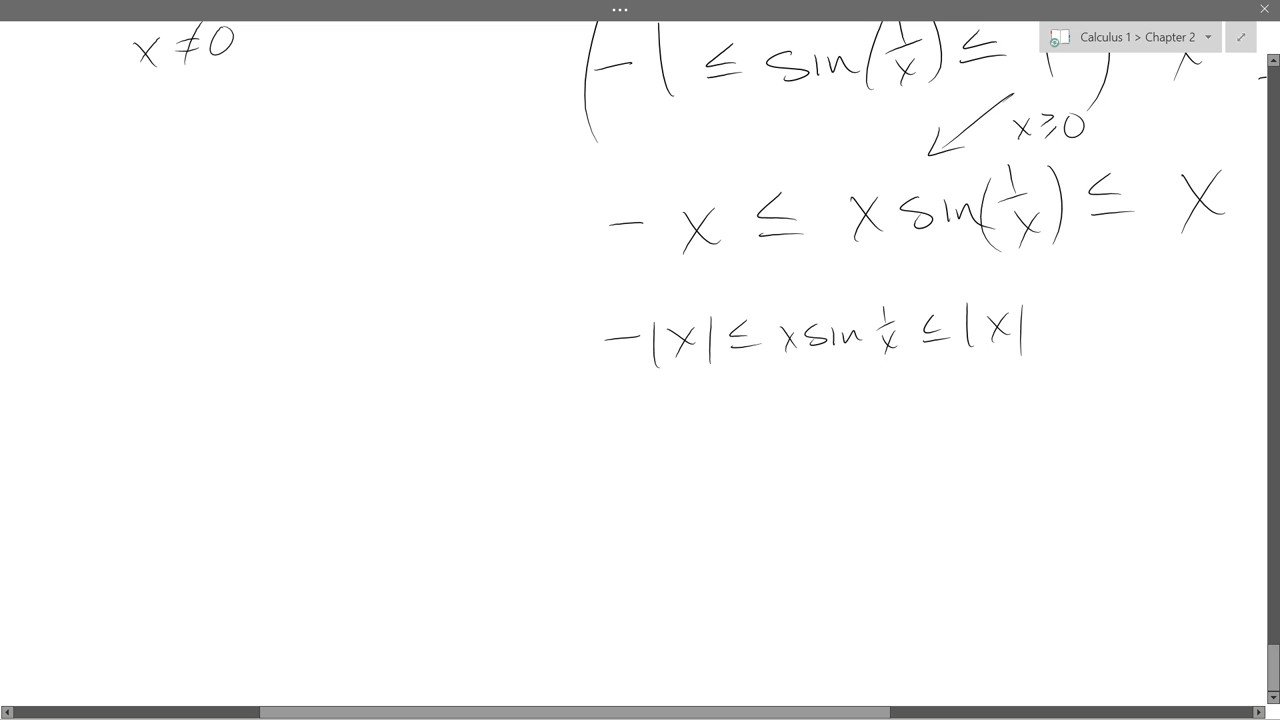 Calculus 1 > Chapter 2
x ≠ 0
(-1 ≤ sin(1/x) ≤ 1) x
x ≥ 0
- x ≤ x sin(1/x) ≤ x
-|x| ≤ x sin 1/x ≤ |x|